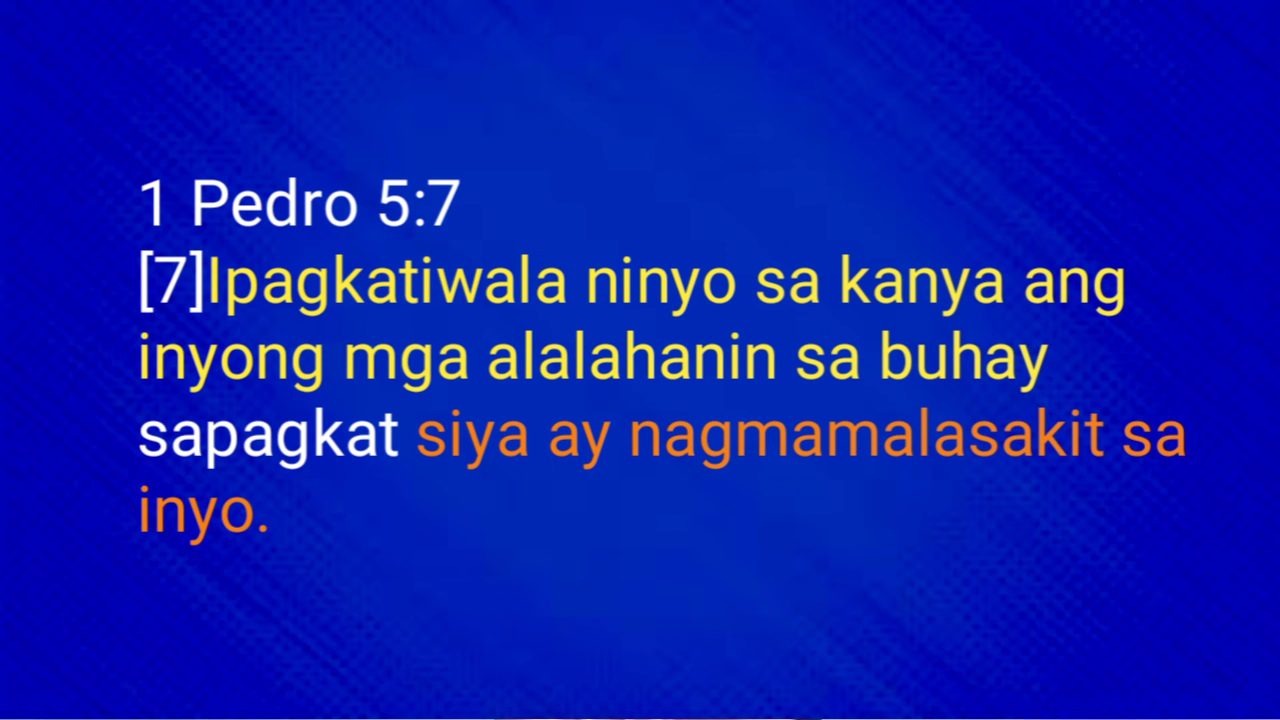 1 Pedro 5:7
[7]Ipagkatiwala ninyo sa kanya ang
inyong mga alalahanin sa buhay
sapagkat siya ay nagmamalasakit sa
inyo.